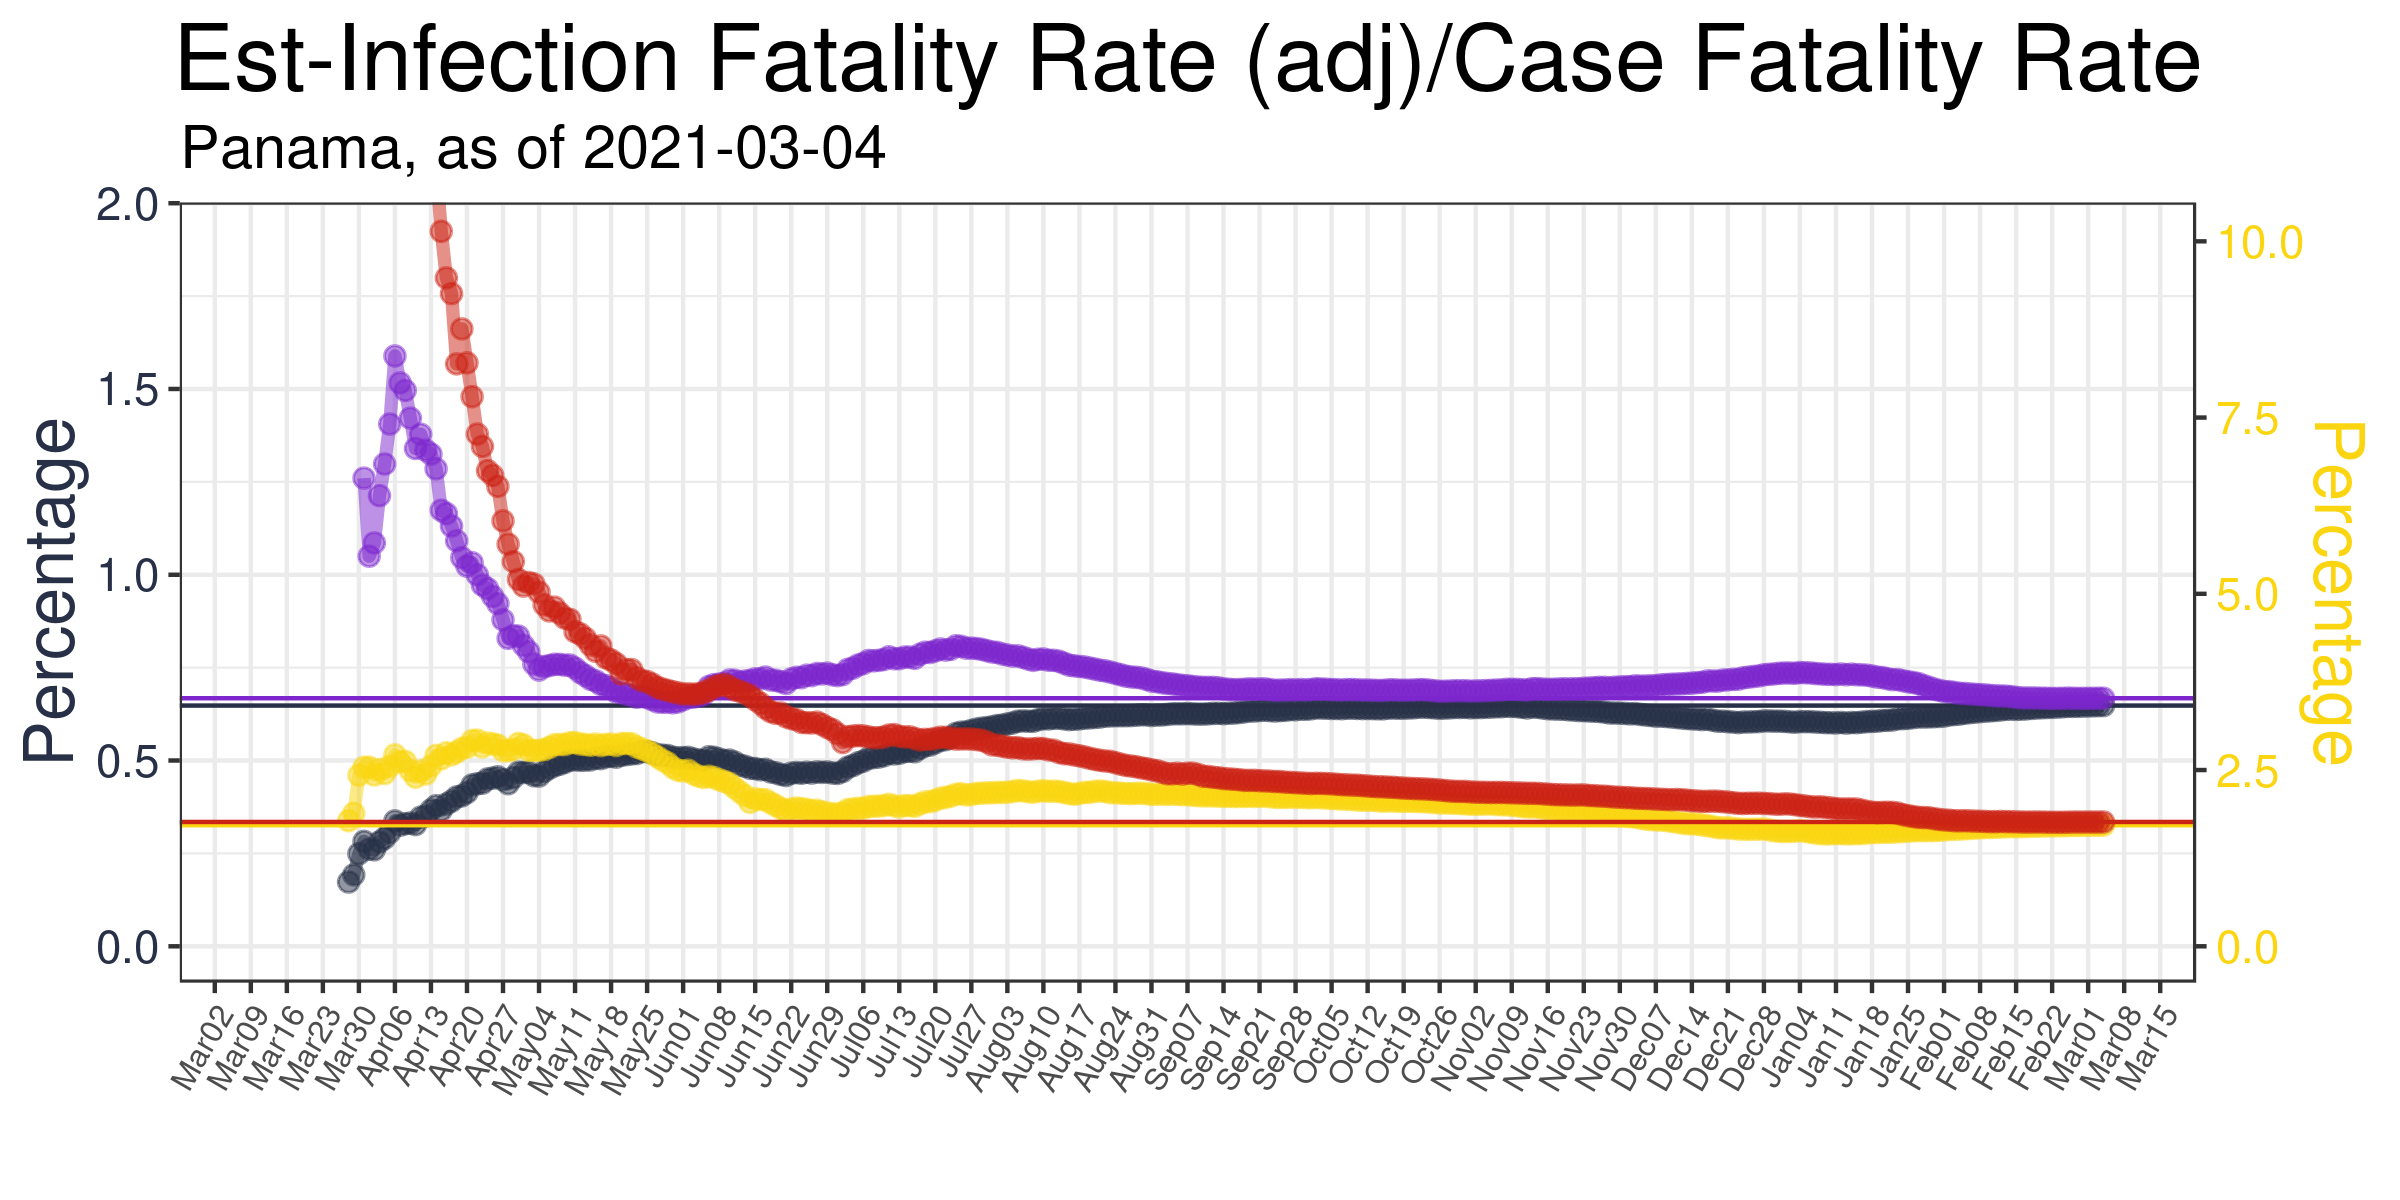 Est-Infection Fatality Rate (adj)/Case Fatality Rate
Panama, as of 2021-03-04
Percentage
2.0
1.5
1.0
0.5
0.0
10.0
7.5
5.0
2.5
0.0
Percentage
Mar02
Mar09
Mar16
Mar23
Mar30
Apr06
Apr13
Apr20
Apr27
May04
May11
May18
May25
Jun01
Jun08
Jun15
Jun22
Jun29
Jul06
Jul13
Jul20
Jul27
Aug03
Aug10
Aug17
Aug24
Aug31
Sep07
Sep14
Sep21
Sep28
Oct05
Oct12
Oct19
Oct26
Nov02
Nov09
Nov16
Nov23
Nov30
Dec07
Dec14
Dec21
Dec28
Jan04
Jan11
Jan18
Jan25
Feb01
Feb08
Feb15
Feb22
Mar01
Mar08
Mar15